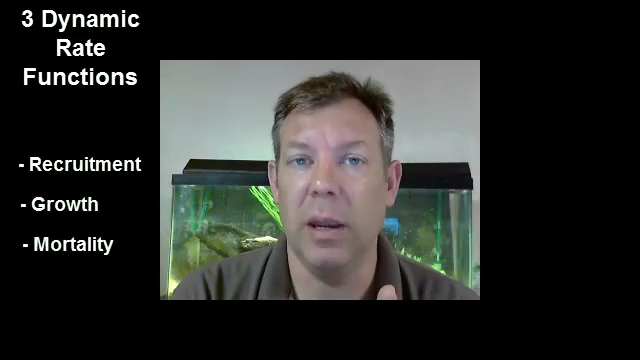 3 Dynamic
Rate
Functions
- Recruitment
- Growth
- Mortality